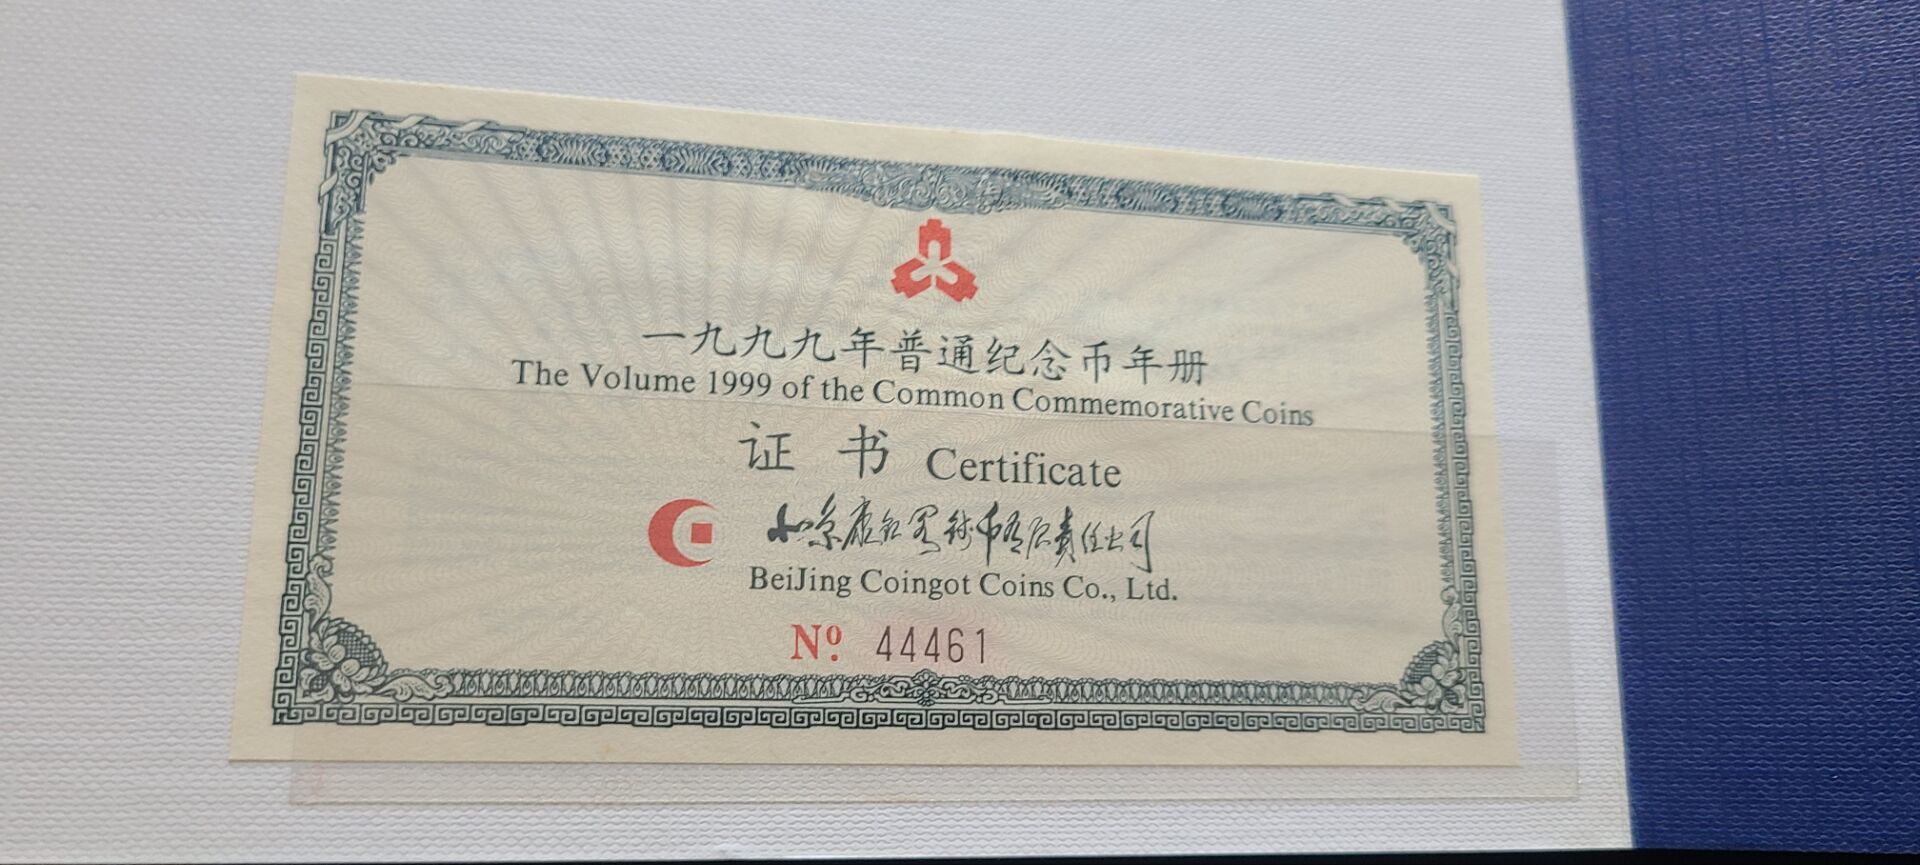 一九九九年普通纪念币年册
The Volume 1999 of the Common Commemorative Coins
证 书 Certificate
北京康银阁钱币有限责任公司
BeiJing Coingot Coins Co., Ltd.
Nº. 44461